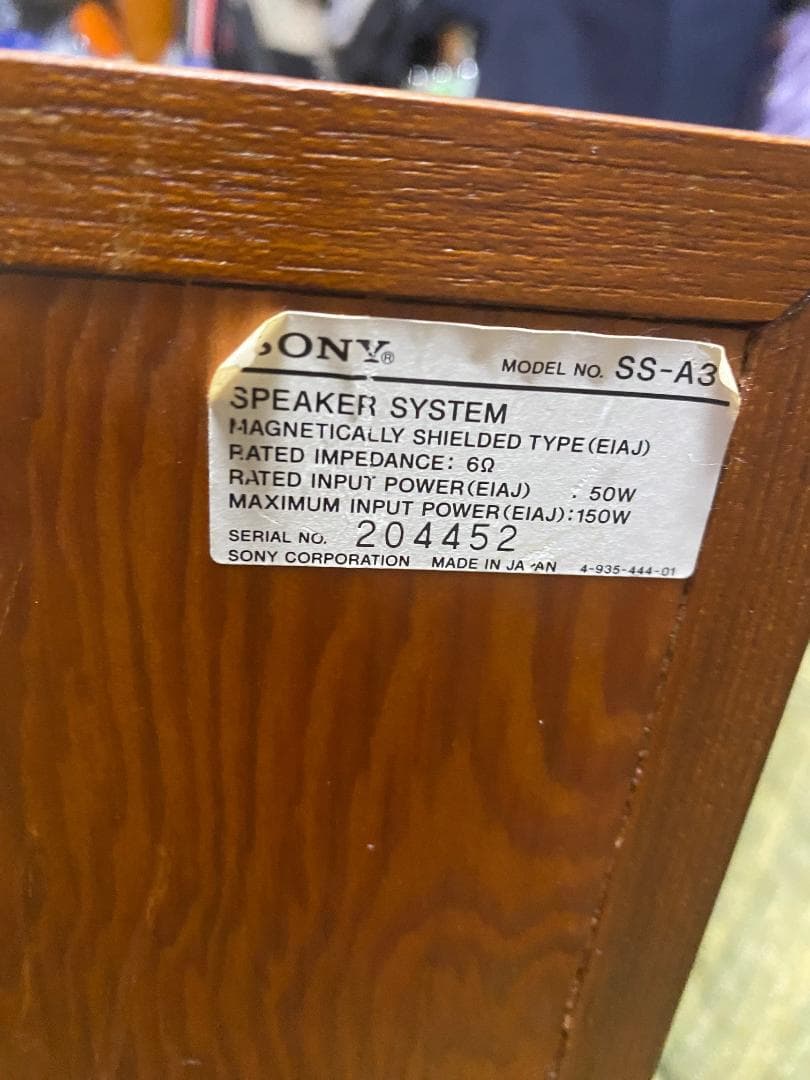 SONY® MODEL NO. SS-A3
SPEAKER SYSTEM
MAGNETICALLY SHIELDED TYPE(EIAJ)
RATED IMPEDANCE: 6Ω
RATED INPUT POWER(EIAJ) : 50W
MAXIMUM INPUT POWER(EIAJ):150W
SERIAL NO. 204452
SONY CORPORATION MADE IN JAPAN 4-935-444-01